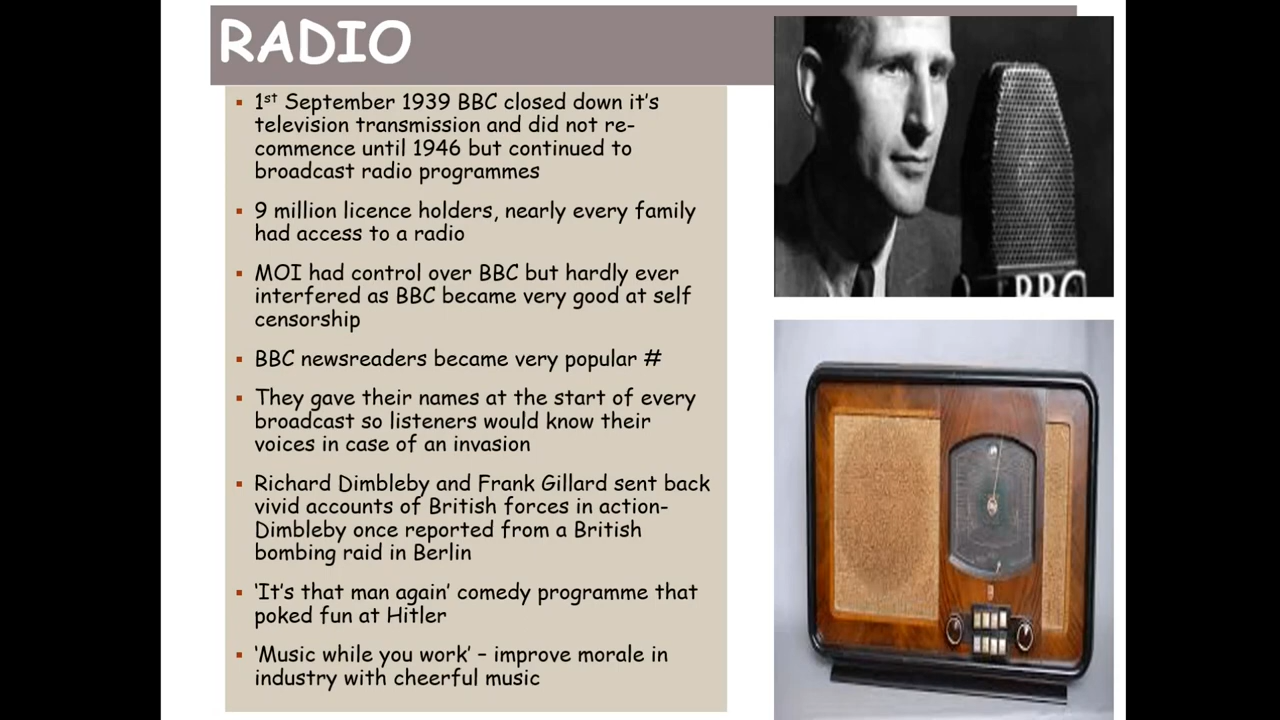 RADIO
1st September 1939 BBC closed down it's
television transmission and did not re-
commence until 1946 but continued to
broadcast radio programmes
9 million licence holders, nearly every family
had access to a radio
MOI had control over BBC but hardly ever
interfered as BBC became very good at self
censorship
BBC newsreaders became very popular #
They gave their names at the start of every
broadcast so listeners would know their
voices in case of an invasion
Richard Dimbleby and Frank Gillard sent back
vivid accounts of British forces in action-
Dimbleby once reported from a British
bombing raid in Berlin
‘It's that man again’ comedy programme that
poked fun at Hitler
‘Music while you work’ – improve morale in
industry with cheerful music
BBC